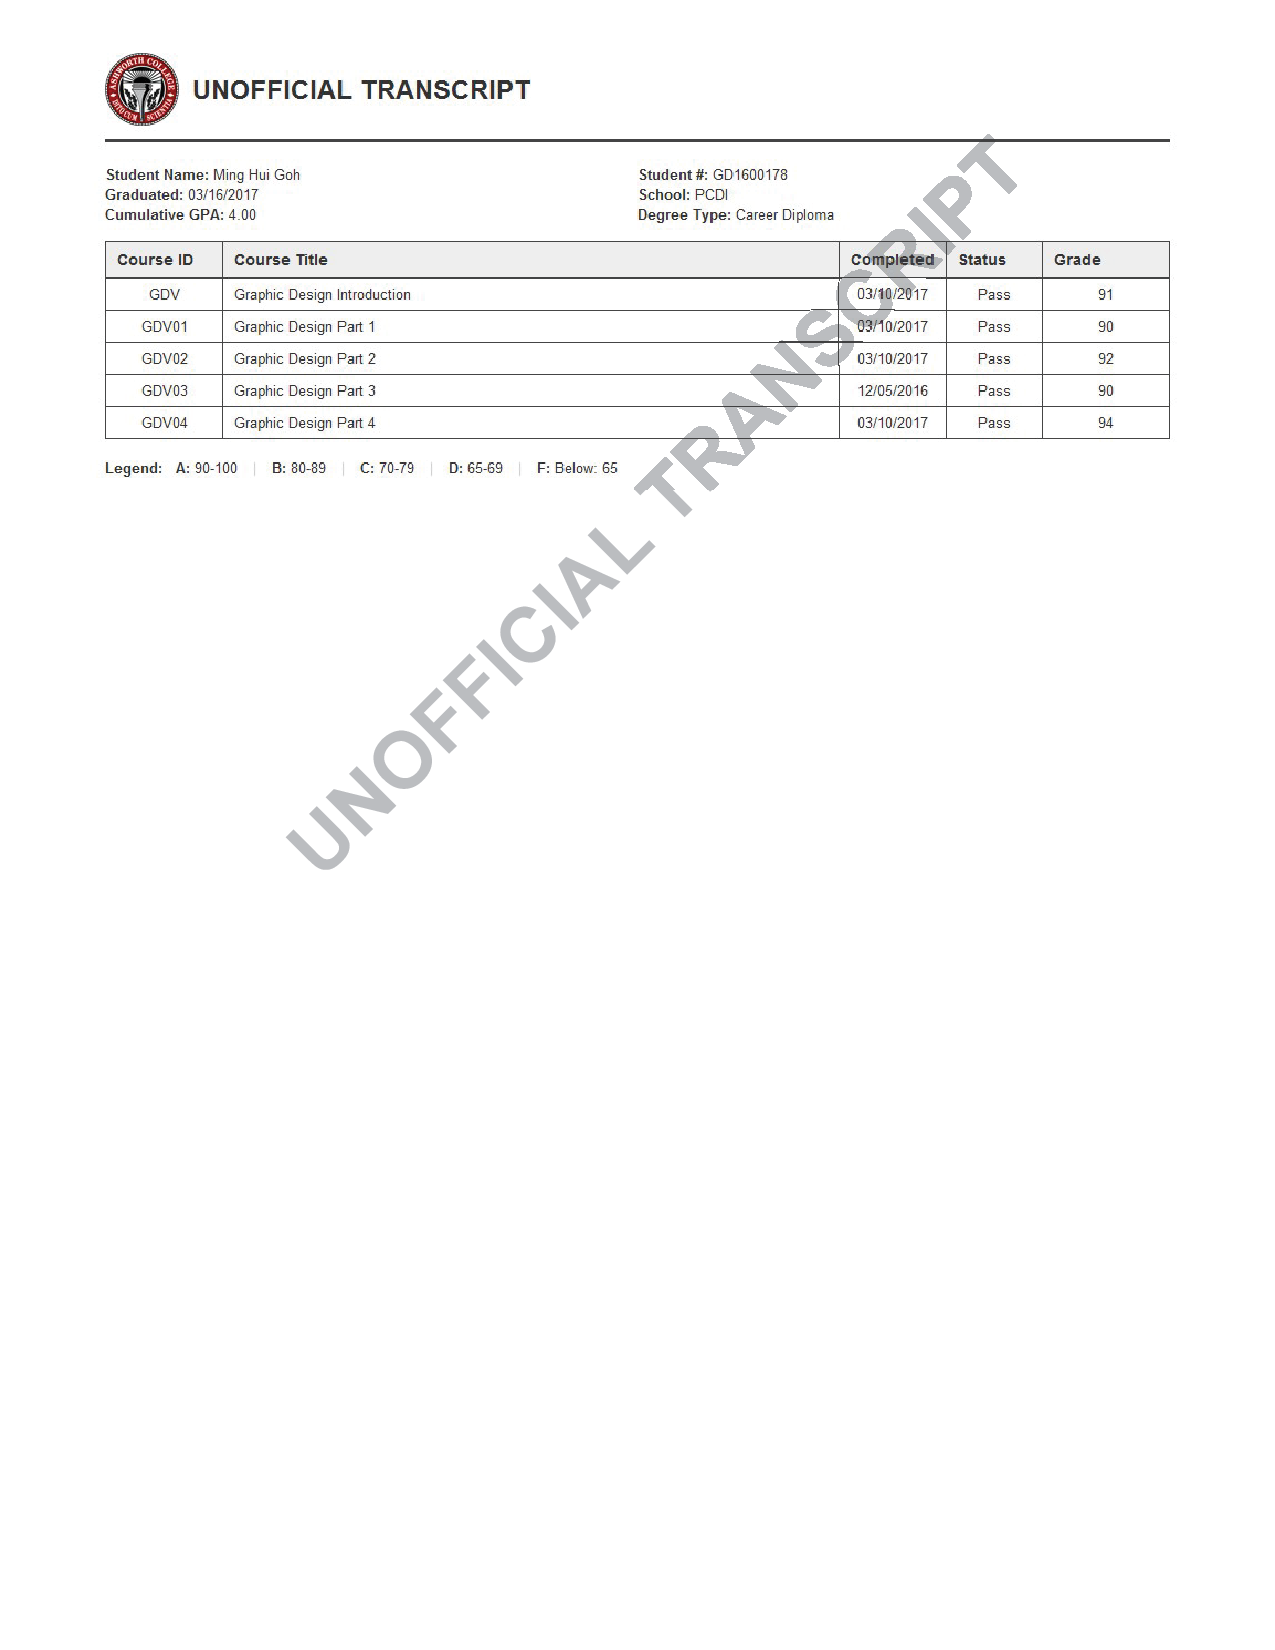 ASHWORTH COLLEGE
UNOFFICIAL TRANSCRIPT
Student Name: Ming Hui Goh
Graduated: 03/16/2017
Cumulative GPA: 4.00
Student #: GD1600178
School: PCDI
Degree Type: Career Diploma
Course ID Course Title Completed Status Grade
GDV Graphic Design Introduction 03/10/2017 Pass 91
GDV01 Graphic Design Part 1 03/10/2017 Pass 90
GDV02 Graphic Design Part 2 03/10/2017 Pass 92
GDV03 Graphic Design Part 3 12/05/2016 Pass 90
GDV04 Graphic Design Part 4 03/10/2017 Pass 94
Legend: A: 90-100 | B: 80-89 | C: 70-79 | D: 65-69 | F: Below: 65
UNOFFICIAL TRANSCRIPT